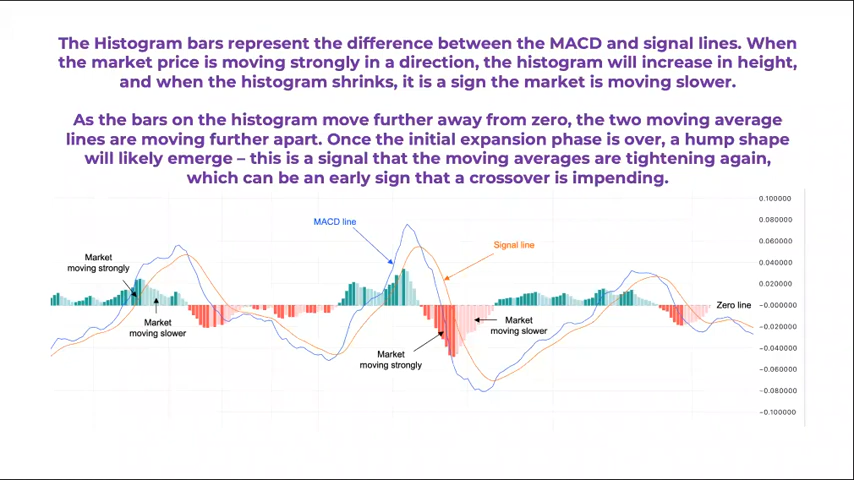 The Histogram bars represent the difference between the MACD and signal lines. When
the market price is moving strongly in a direction, the histogram will increase in height,
and when the histogram shrinks, it is a sign the market is moving slower.
As the bars on the histogram move further away from zero, the two moving average
lines are moving further apart. Once the initial expansion phase is over, a hump shape
will likely emerge – this is a signal that the moving averages are tightening again,
which can be an early sign that a crossover is impending.
0.100000
MACD line
0.080000
0.060000
Signal line
Market
moving strongly
0.040000
0.020000
Zero line
−0.000000
Market
moving slower
Market
moving slower
−0.020000
Market
moving strongly
−0.040000
−0.060000
−0.080000
−0.100000